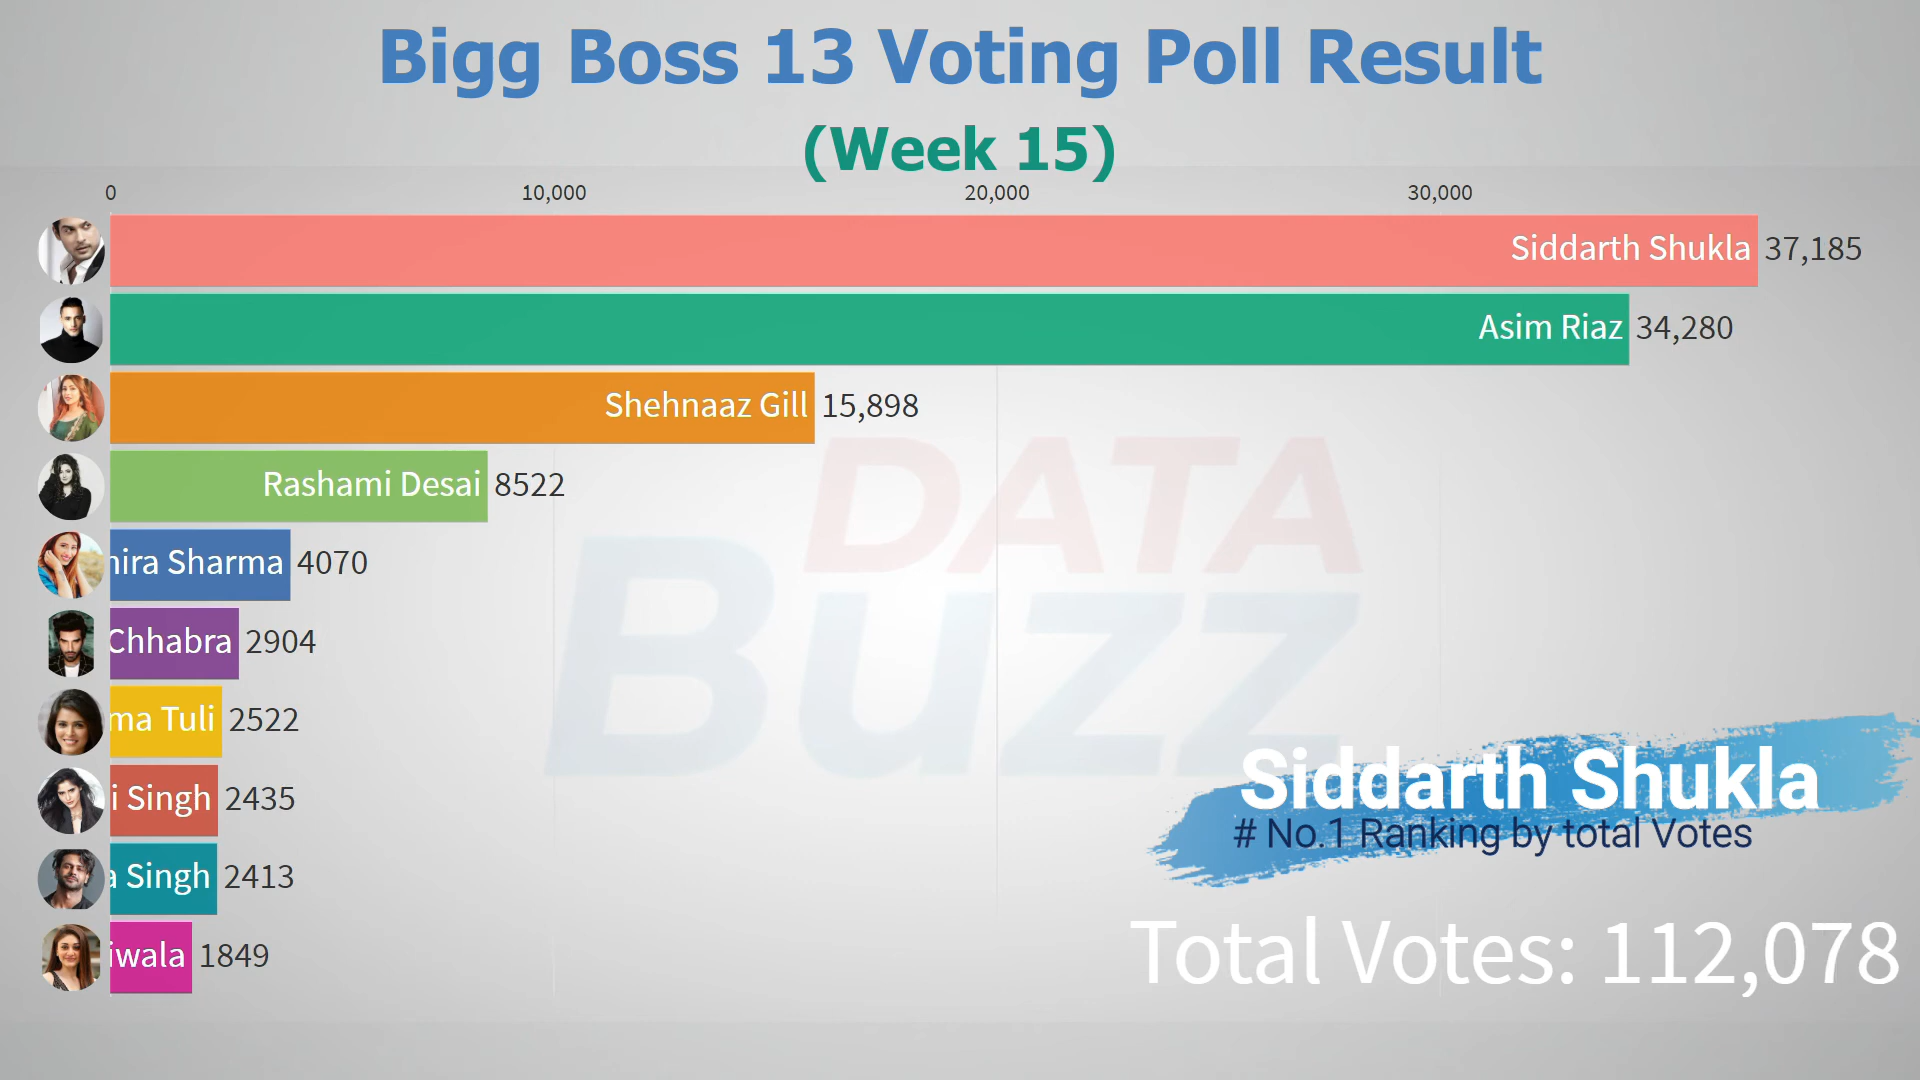 Bigg Boss 13 Voting Poll Result
(Week 15)
0 10,000 20,000 30,000
Siddarth Shukla 37,185
Asim Riaz 34,280
Shehnaaz Gill 15,898
Rashami Desai 8522
hira Sharma 4070
Chhabra 2904
ma Tuli 2522
i Singh 2435
a Singh 2413
iwala 1849
DATA
Buzz
Siddarth Shukla
# No.1 Ranking by total Votes
Total Votes: 112,078